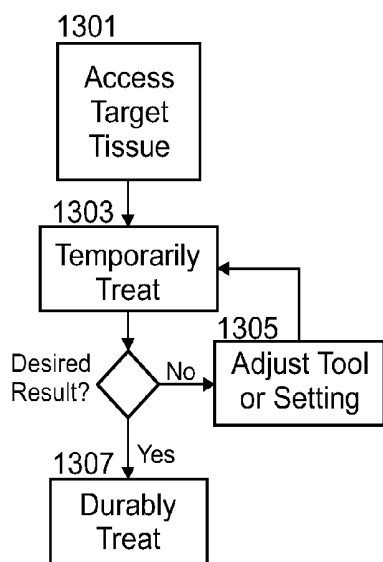 1301
Access
Target
Tissue
1303
Temporarily
Treat
Desired
Result?
No
1305
Adjust Tool
or Setting
Yes
1307
Durably
Treat